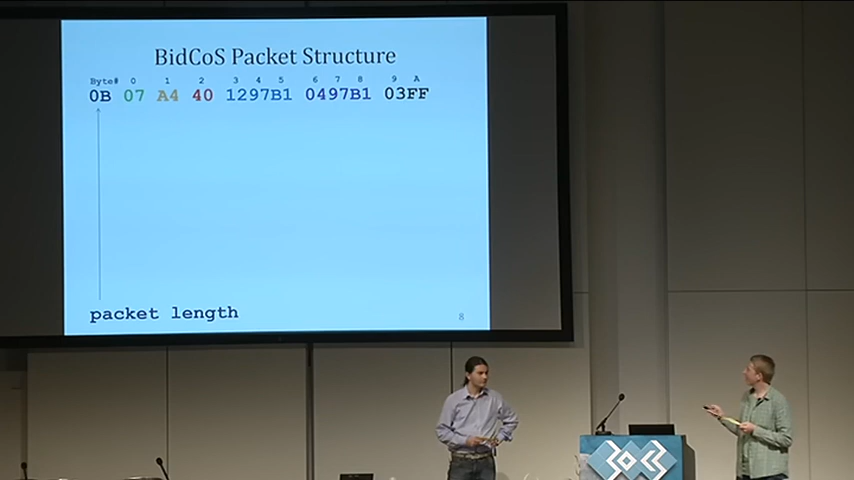 BidCoS Packet Structure
Byte# 0 1 2 3 4 5 6 7 8 9 A
0B 07 A4 40 1297B1 0497B1 03FF
packet length
8
30C3